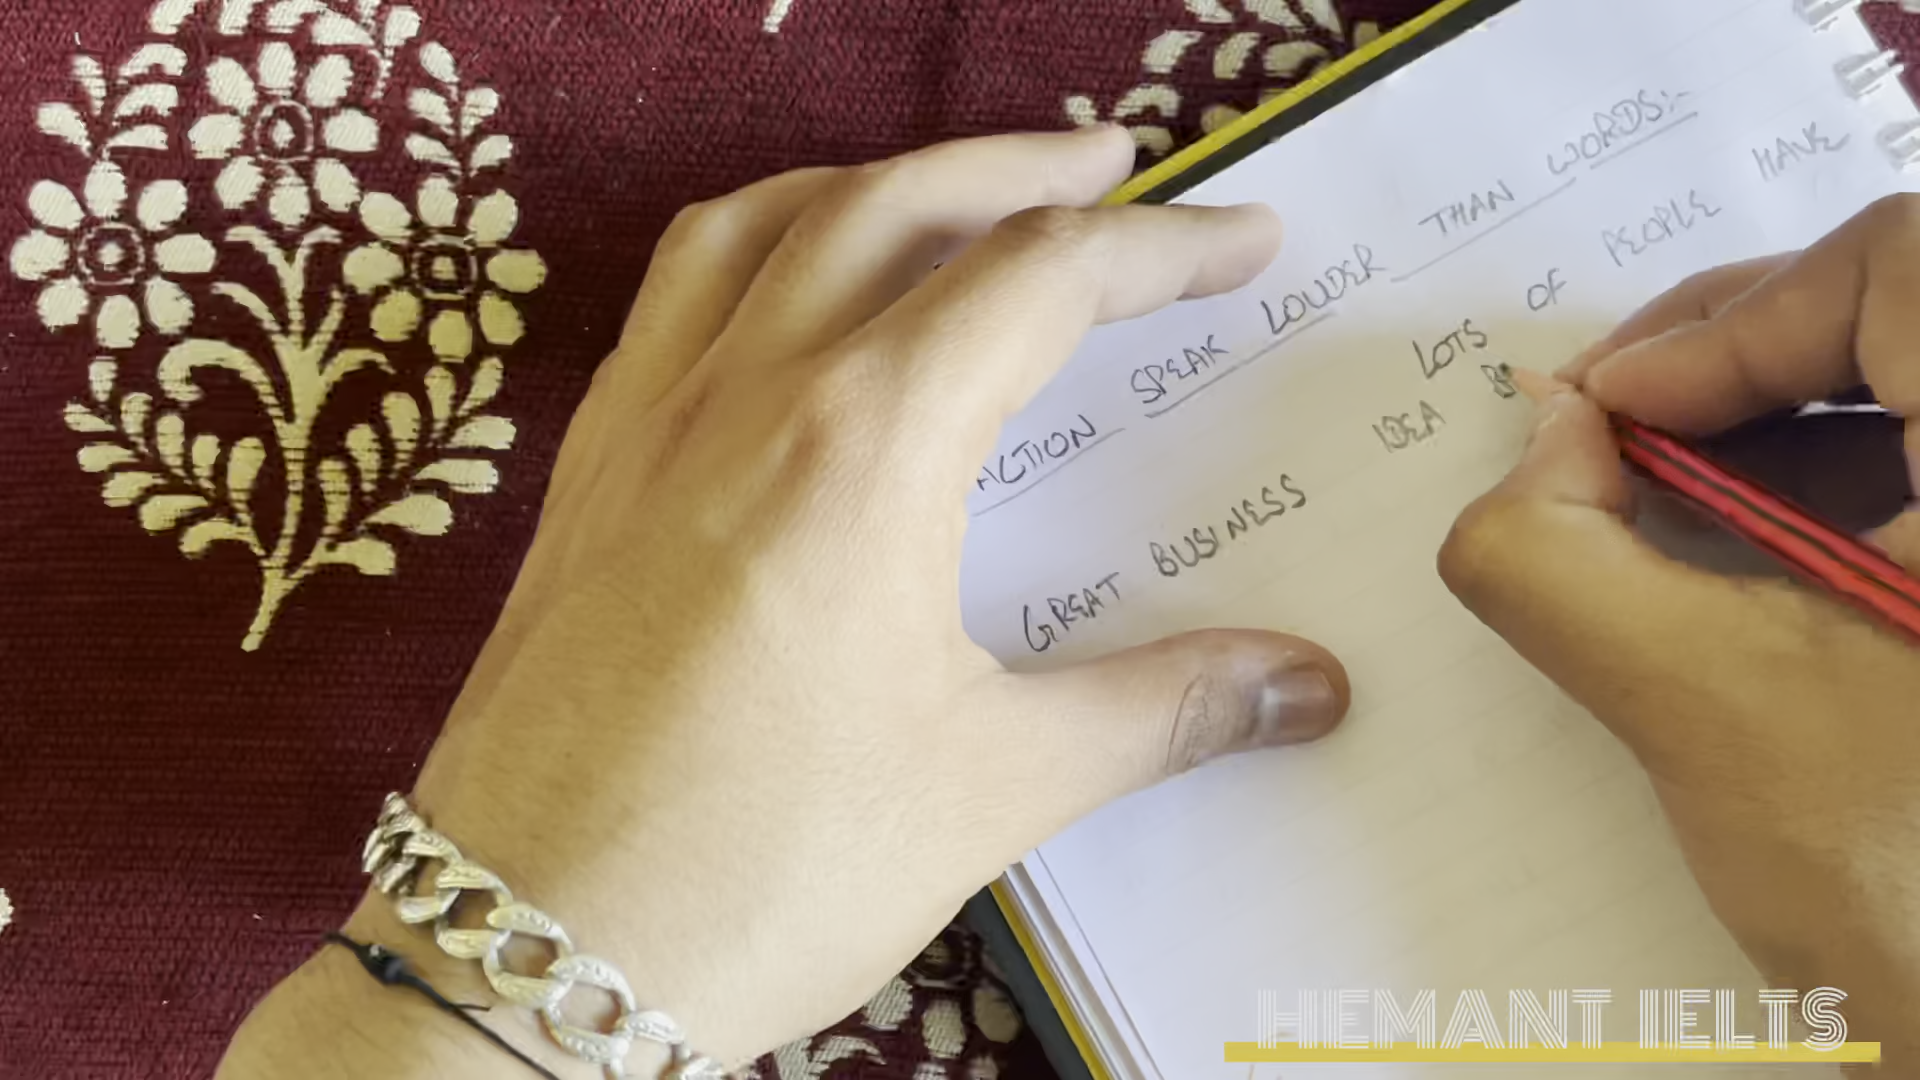 ACTION SPEAK LOUDER THAN WORDS:-
LOTS OF PEOPLE HAVE
GREAT BUSINESS IDEA B
HEMANT IELTS